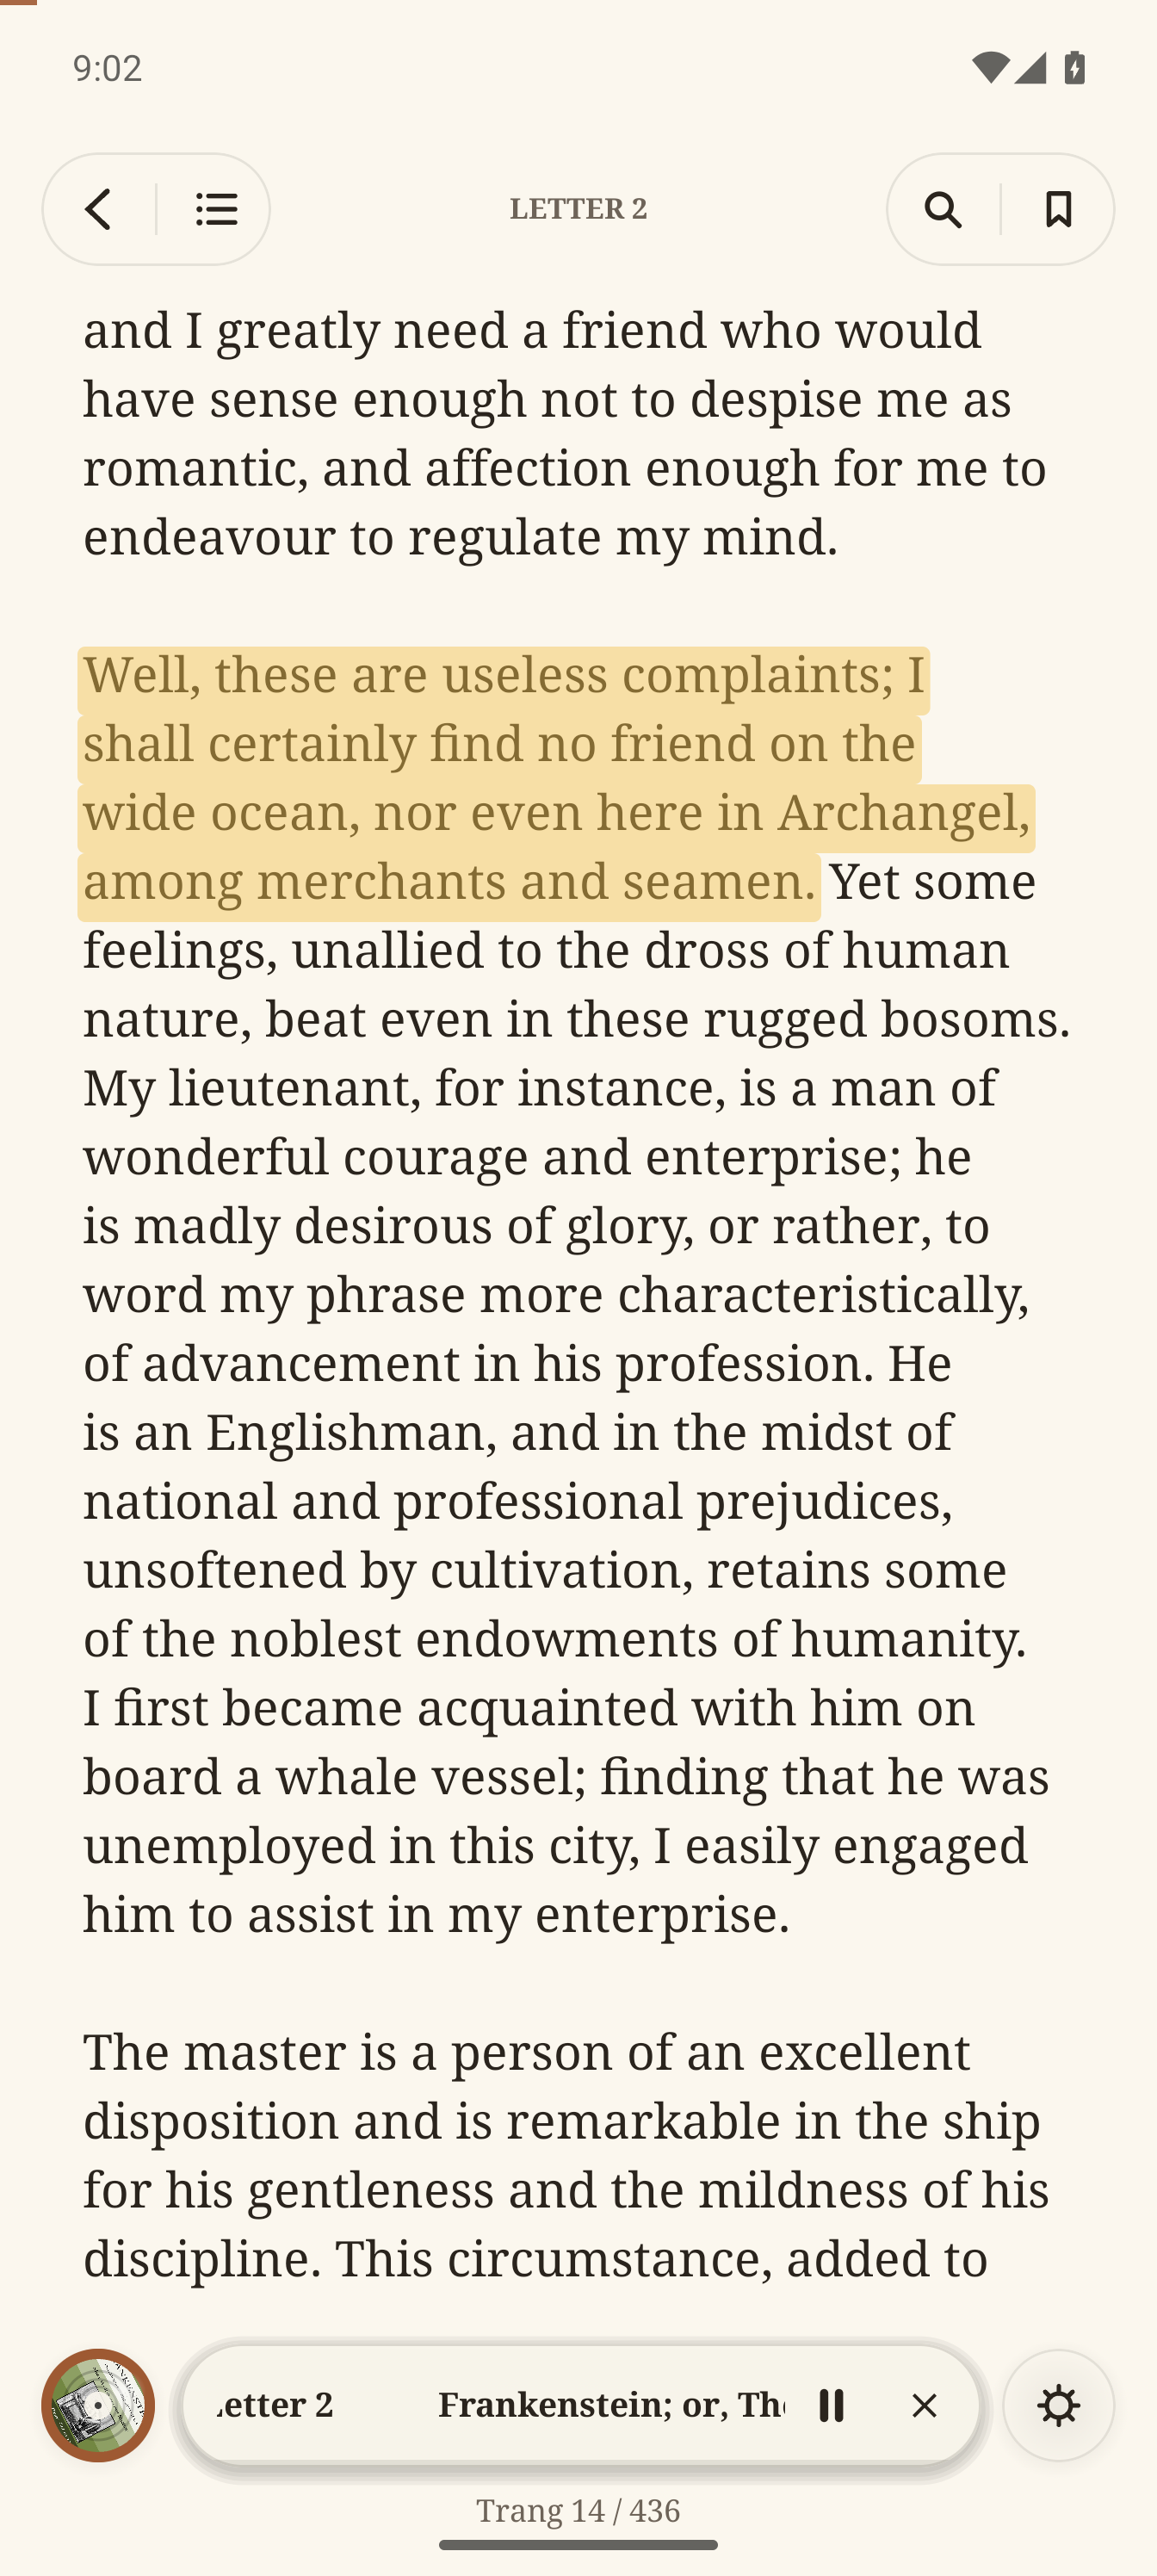 9:02
LETTER 2
and I greatly need a friend who would
have sense enough not to despise me as
romantic, and affection enough for me to
endeavour to regulate my mind.
Well, these are useless complaints; I
shall certainly find no friend on the
wide ocean, nor even here in Archangel,
among merchants and seamen. Yet some
feelings, unallied to the dross of human
nature, beat even in these rugged bosoms.
My lieutenant, for instance, is a man of
wonderful courage and enterprise; he
is madly desirous of glory, or rather, to
word my phrase more characteristically,
of advancement in his profession. He
is an Englishman, and in the midst of
national and professional prejudices,
unsoftened by cultivation, retains some
of the noblest endowments of humanity.
I first became acquainted with him on
board a whale vessel; finding that he was
unemployed in this city, I easily engaged
him to assist in my enterprise.
The master is a person of an excellent
disposition and is remarkable in the ship
for his gentleness and the mildness of his
discipline. This circumstance, added to
etter 2 Frankenstein; or, Th
Trang 14 / 436